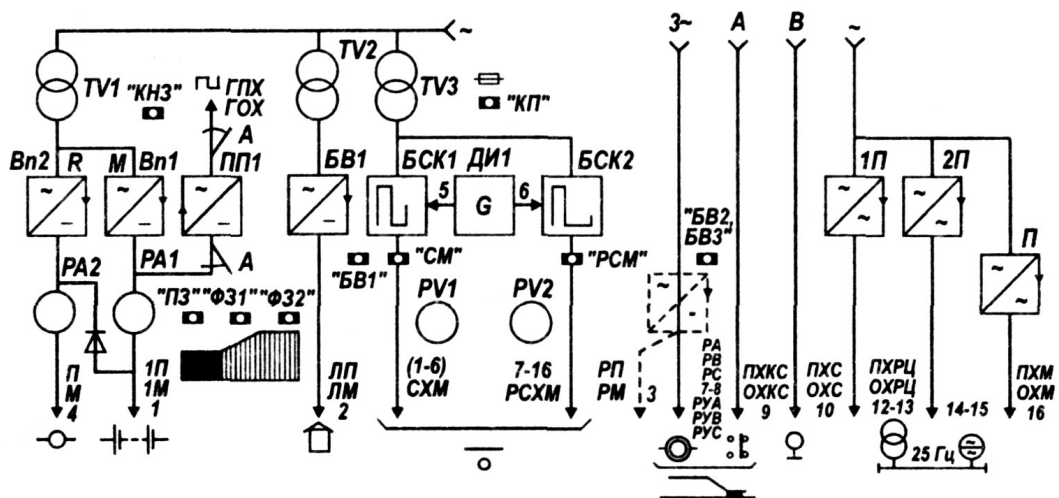 3~ A B ~
~
TV1 TV2 TV3
"КНЗ"
ГПХ
ГОХ
"КП"
A
Вп2 R M Вп1 ПП1 БВ1 БСК1 ДИ1 БСК2 1П 2П
~ ~ ~ ~ 5 G 6 ~ ~
"БВ2,
БВ3"
П
РА2 РА1 A
"БВ1" "СМ" "РСМ"
PV1 PV2
"ПЗ" "ФЗ1" "ФЗ2"
П
М
4
1П
1М
1
ЛП
ЛМ
2
(1-6)
СХМ
7-16
РСХМ
РП
РМ
3
РА
РВ
РС
7-8
РУА
РУВ
РУС
ПХКС
ОХКС
9
ПХС
ОХС
10
ПХРЦ
ОХРЦ
12-13
14-15
ПХМ
ОХМ
16
25 Гц